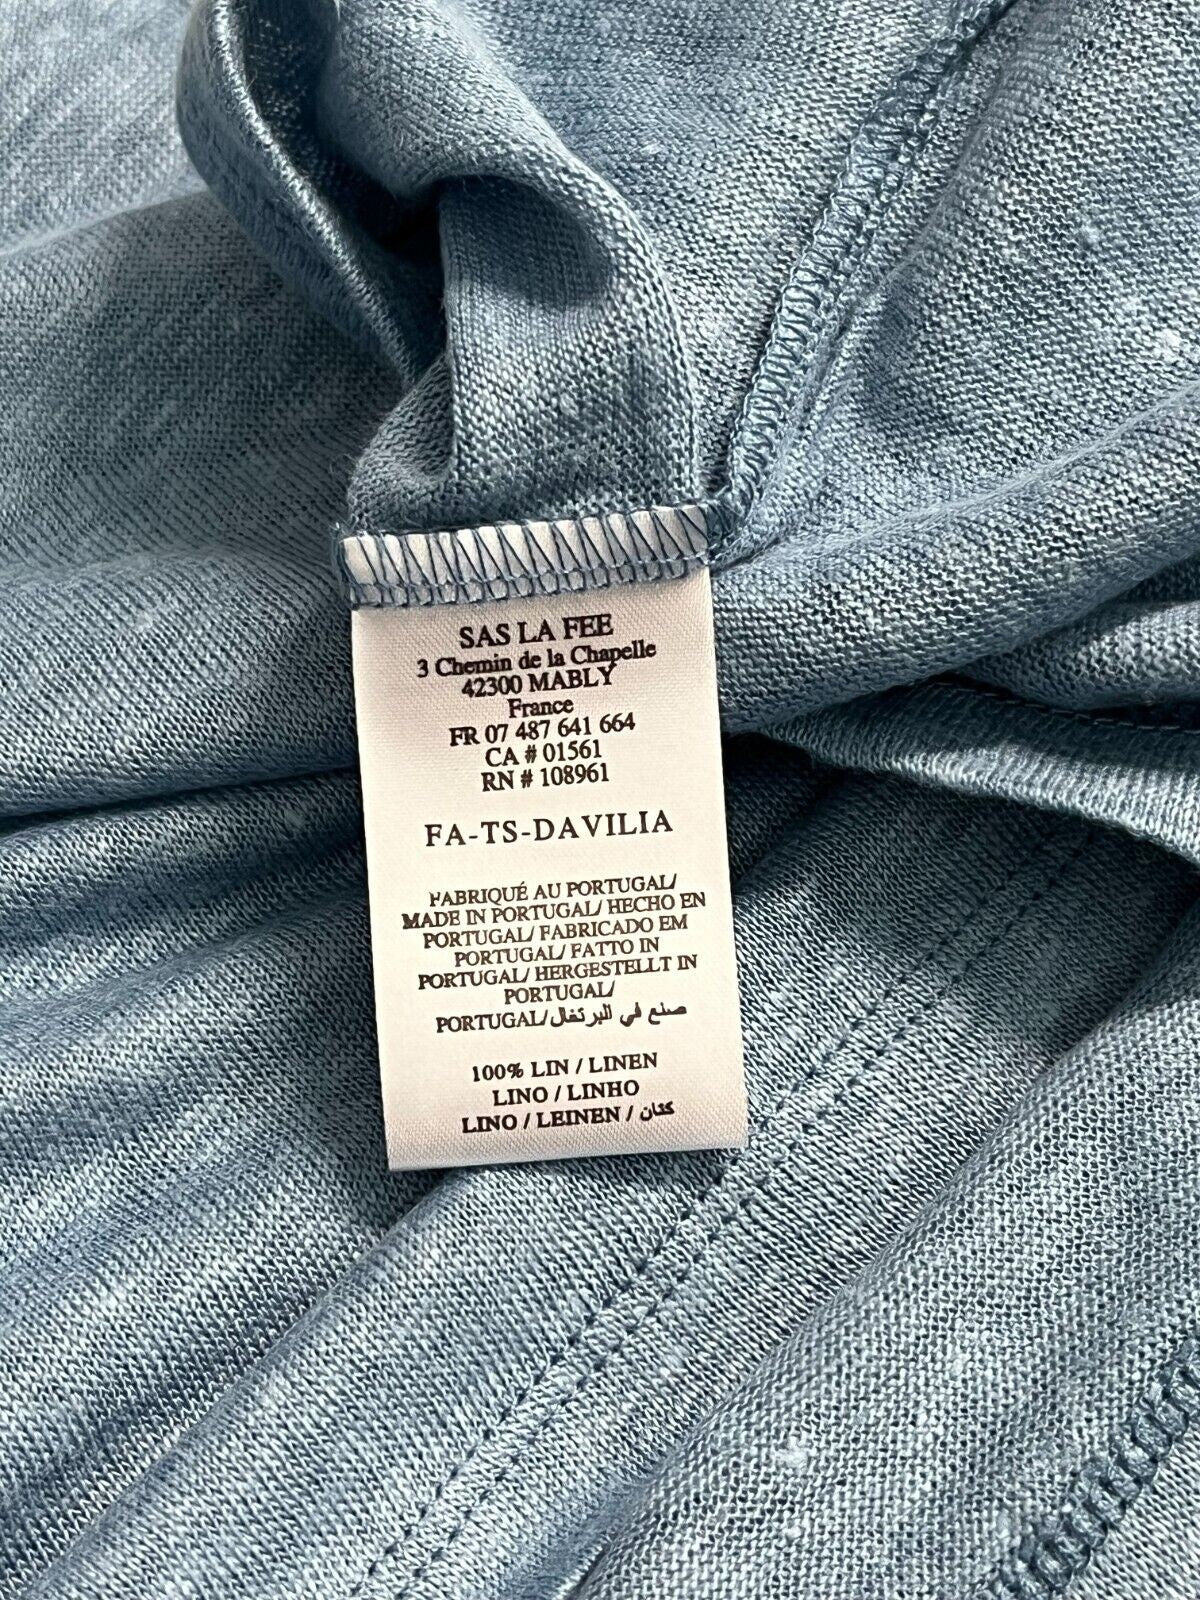 SAS LA FEE
3 Chemin de la Chapelle
42300 MABLY
France
FR 07 487 641 664
CA # 01561
RN # 108961
FA-TS-DAVILIA
FABRIQUÉ AU PORTUGAL/
MADE IN PORTUGAL/ HECHO EN
PORTUGAL/ FABRICADO EM
PORTUGAL/ FATTO IN
PORTUGAL/ HERGESTELLT IN
PORTUGAL/
PORTUGAL/صنع في البرتغال
100% LIN / LINEN
LINO / LINHO
LINO / LEINEN / كتان